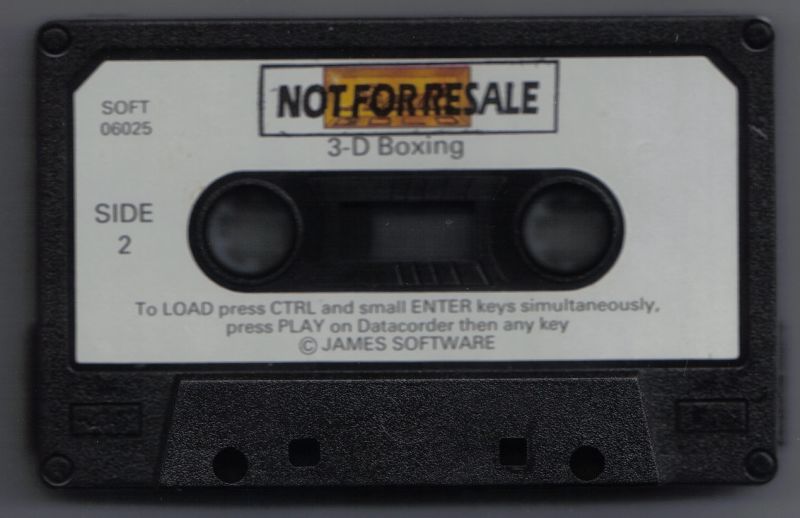 NOT FOR RESALE
SOFT
06025
3-D Boxing
SIDE
2
To LOAD press CTRL and small ENTER keys simultaneously,
press PLAY on Datacorder then any key
© JAMES SOFTWARE